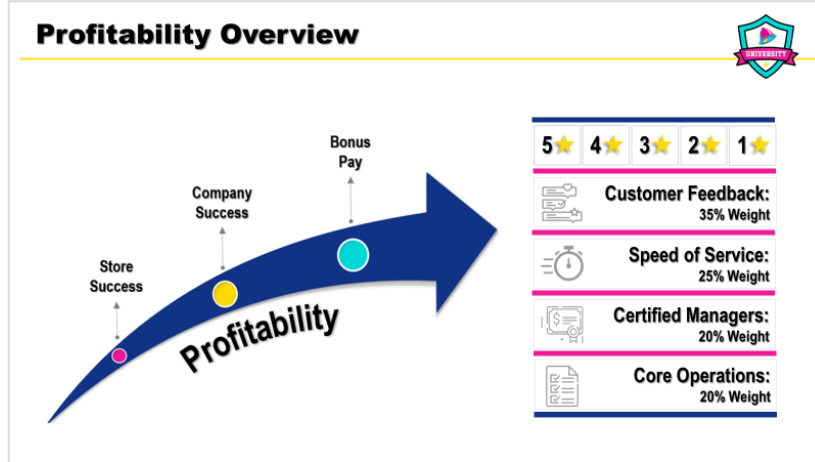 Profitability Overview
UNIVERSITY
Bonus
Pay
Company
Success
Store
Success
Profitability
5 4 3 2 1
Customer Feedback:
35% Weight
Speed of Service:
25% Weight
Certified Managers:
20% Weight
Core Operations:
20% Weight